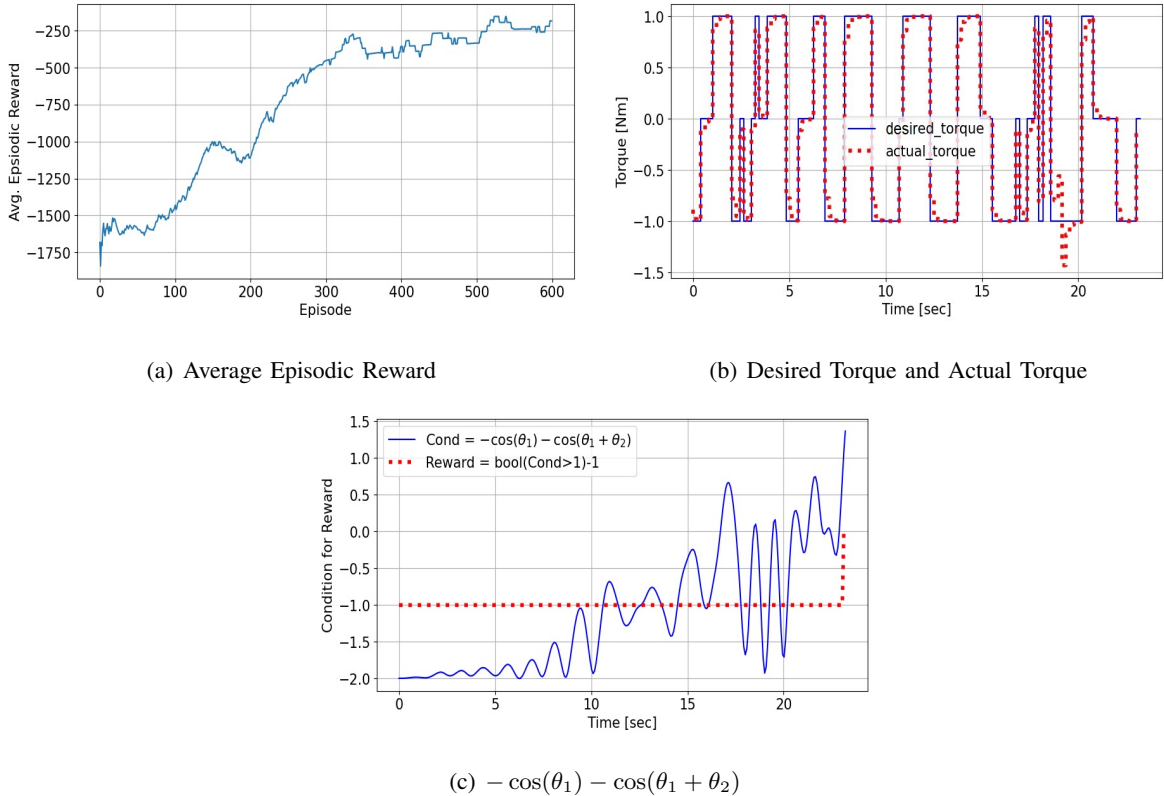 −250
−500
−750
−1000
−1250
−1500
−1750
0 100 200 300 400 500 600
Avg. Epsiodic Reward
Episode
(a) Average Episodic Reward
1.0
0.5
0.0
−0.5
−1.0
−1.5
0 5 10 15 20
Torque [Nm]
Time [sec]
desired_torque
actual_torque
(b) Desired Torque and Actual Torque
1.5
1.0
0.5
0.0
−0.5
−1.0
−1.5
−2.0
0 5 10 15 20
Condition for Reward
Time [sec]
Cond = −cos(θ₁)−cos(θ₁+θ₂)
Reward = bool(Cond>1)-1
(c) − cos(θ₁) − cos(θ₁ + θ₂)